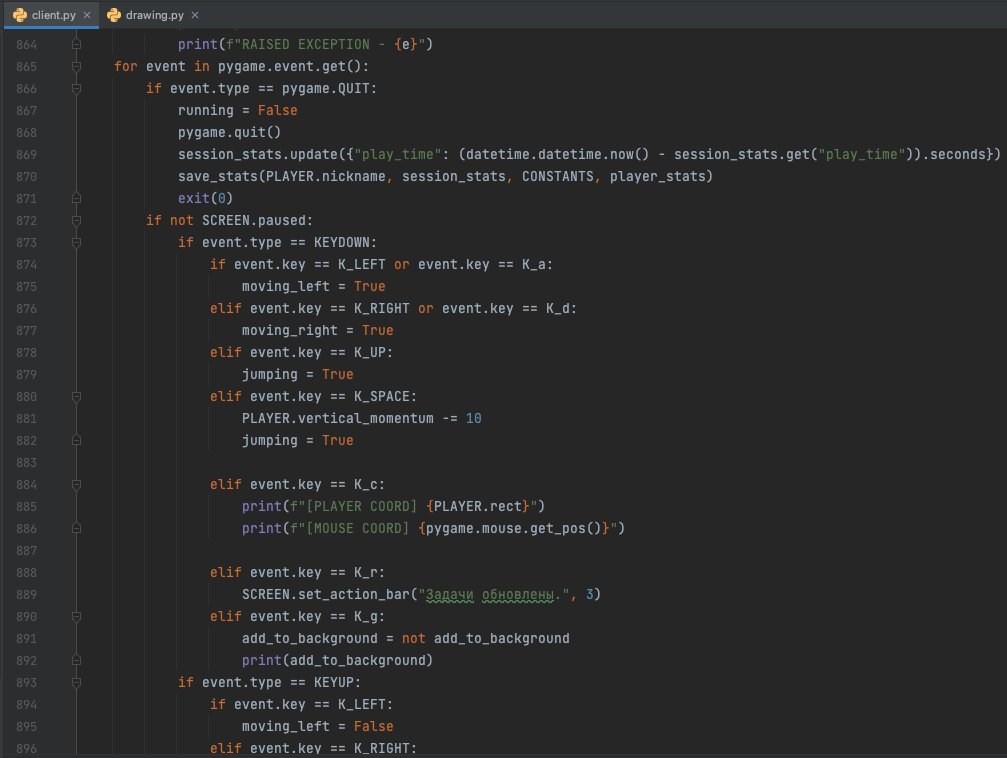 client.py × drawing.py ×
864 print(f"RAISED EXCEPTION - {e}")
865 for event in pygame.event.get():
866 if event.type == pygame.QUIT:
867 running = False
868 pygame.quit()
869 session_stats.update({"play_time": (datetime.datetime.now() - session_stats.get("play_time")).seconds})
870 save_stats(PLAYER.nickname, session_stats, CONSTANTS, player_stats)
871 exit(0)
872 if not SCREEN.paused:
873 if event.type == KEYDOWN:
874 if event.key == K_LEFT or event.key == K_a:
875 moving_left = True
876 elif event.key == K_RIGHT or event.key == K_d:
877 moving_right = True
878 elif event.key == K_UP:
879 jumping = True
880 elif event.key == K_SPACE:
881 PLAYER.vertical_momentum -= 10
882 jumping = True
883
884 elif event.key == K_c:
885 print(f"[PLAYER COORD] {PLAYER.rect}")
886 print(f"[MOUSE COORD] {pygame.mouse.get_pos()}")
887
888 elif event.key == K_r:
889 SCREEN.set_action_bar("Задачи обновлены.", 3)
890 elif event.key == K_g:
891 add_to_background = not add_to_background
892 print(add_to_background)
893 if event.type == KEYUP:
894 if event.key == K_LEFT:
895 moving_left = False
896 elif event.key == K_RIGHT: